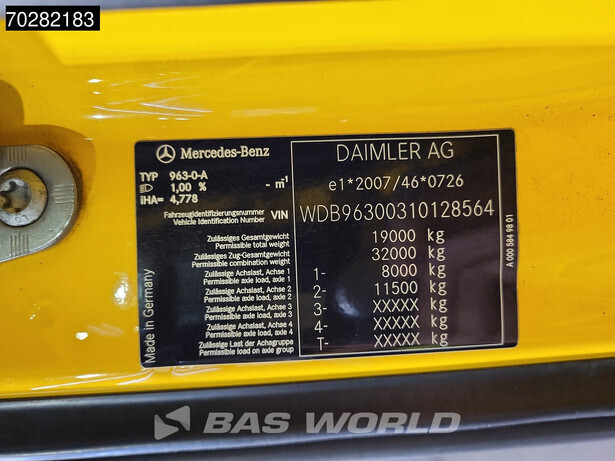 70282183
Mercedes-Benz
DAIMLER AG
TYP 963-0-A
1,00 % - m⁻¹
iHA= 4,778
e1*2007/46*0726
Fahrzeugidentifizierungsnummer
Vehicle Identification Number VIN WDB96300310128564
Zulässiges Gesamtgewicht
Permissible total weight 19000 kg
Zulässiges Zug-Gesamtgewicht
Permissible combination weight 32000 kg
Zulässige Achslast, Achse 1
Permissible axle load, axle 1 1- 8000 kg
Zulässige Achslast, Achse 2
Permissible axle load, axle 2 2- 11500 kg
Zulässige Achslast, Achse 3
Permissible axle load, axle 3 3- XXXXX kg
Zulässige Achslast, Achse 4
Permissible axle load, axle 4 4- XXXXX kg
Zulässige Last der Achsgruppe
Permissible load on axle group T- XXXXX kg
Made in Germany
A 000 584 98 01
BAS WORLD